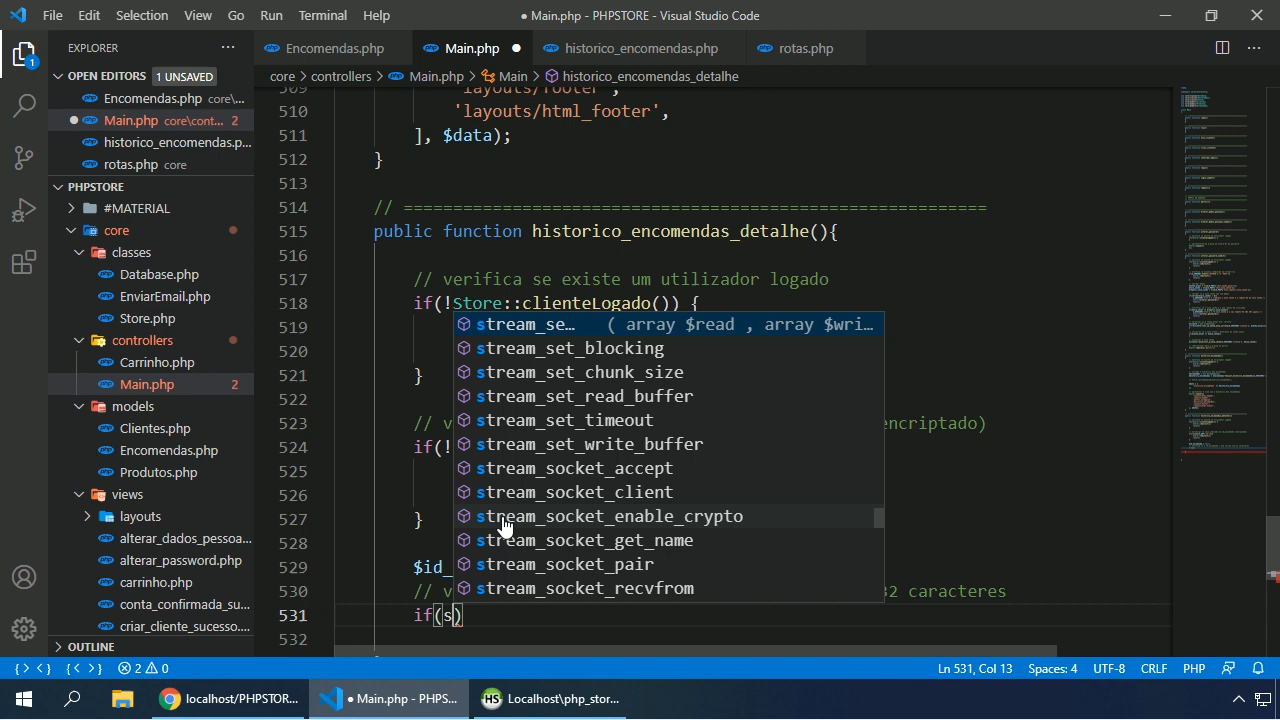 File Edit Selection View Go Run Terminal Help
● Main.php - PHPSTORE - Visual Studio Code
EXPLORER
OPEN EDITORS 1 UNSAVED
Encomendas.php core\...
Main.php core\cont... 2
historico_encomendas.p...
rotas.php core
PHPSTORE
#MATERIAL
core
classes
Database.php
EnviarEmail.php
Store.php
controllers
Carrinho.php
Main.php 2
models
Clientes.php
Encomendas.php
Produtos.php
views
layouts
alterar_dados_pessoa...
alterar_password.php
carrinho.php
conta_confirmada_su...
criar_cliente_sucesso....
OUTLINE
1
Encomendas.php Main.php ● historico_encomendas.php rotas.php
core > controllers > Main.php > Main > historico_encomendas_detalhe
509 'layouts/footer',
510 'layouts/html_footer',
511 ], $data);
512 }
513
514 // ===========================================================
515 public function historico_encomendas_detalhe(){
516
517 // verifica se existe um utilizador logado
518 if(!Store::clienteLogado()) {
519
520
521 }
522
523 // v encriptado)
524 if(!
525
526
527 }
528
529 $id_
530 // v 32 caracteres
531 if(s)
532
stream_se... ( array $read , array $wri...
stream_set_blocking
stream_set_chunk_size
stream_set_read_buffer
stream_set_timeout
stream_set_write_buffer
stream_socket_accept
stream_socket_client
stream_socket_enable_crypto
stream_socket_get_name
stream_socket_pair
stream_socket_recvfrom
2 0 Ln 531, Col 13 Spaces: 4 UTF-8 CRLF PHP
localhost/PHPSTOR... ● Main.php - PHPS... HS Localhost\php_stor...